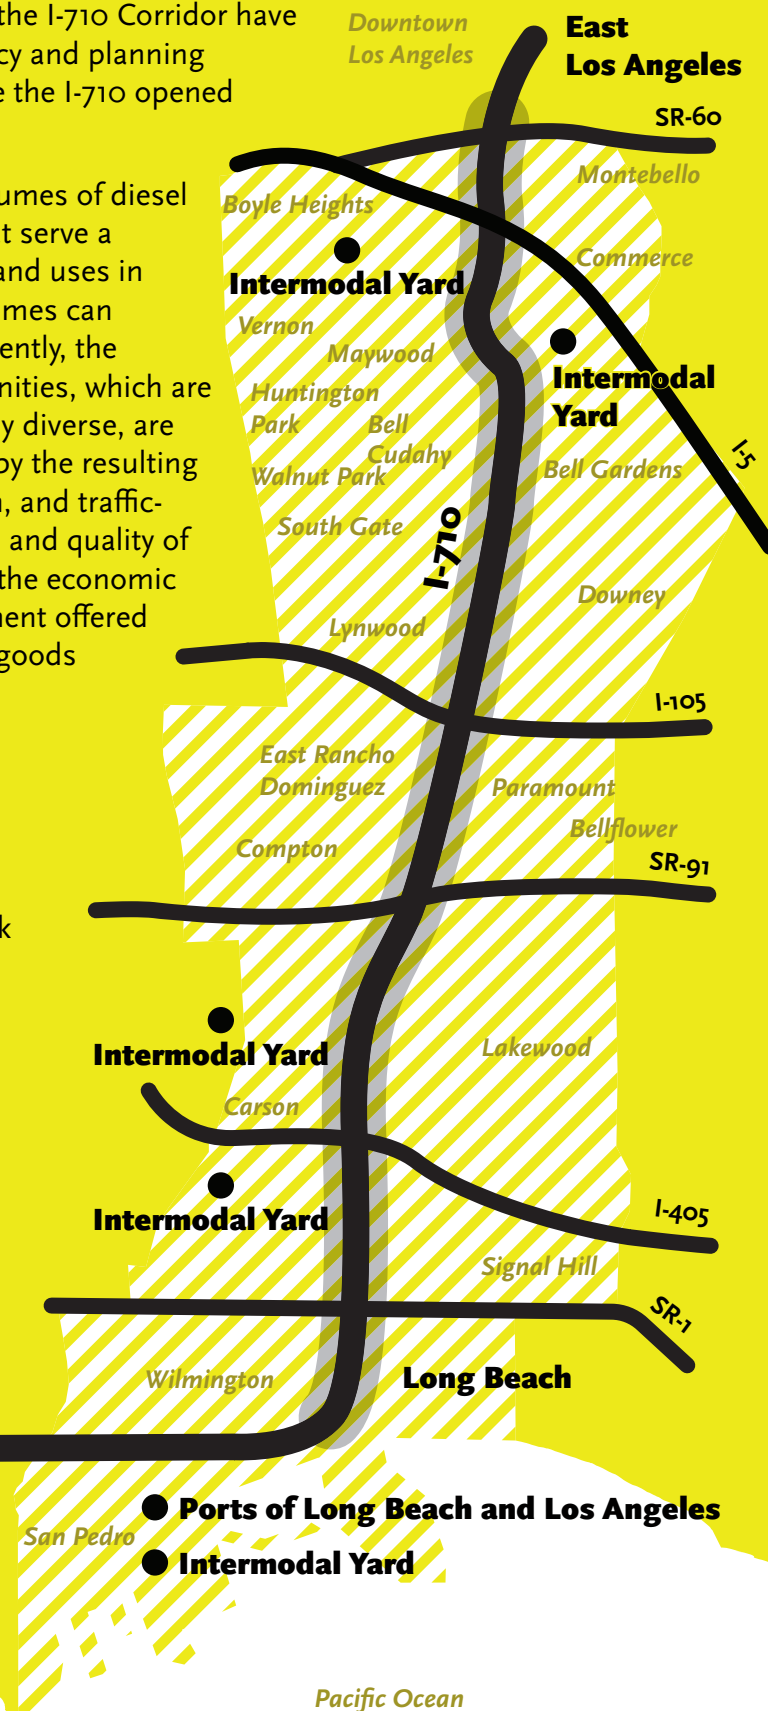 the I-710 Corridor have
cy and planning
e the I-710 opened
umes of diesel
t serve a
and uses in
mes can
ently, the
nities, which are
y diverse, are
by the resulting
, and traffic-
and quality of
the economic
ent offered
goods
k
Downtown
Los Angeles
East
Los Angeles
SR-60
Montebello
Boyle Heights
Commerce
Intermodal Yard
Vernon
Maywood
Intermodal
Yard
Huntington
Park
Bell
Cudahy
I-5
Walnut Park
Bell Gardens
South Gate
I-710
Downey
Lynwood
I-105
East Rancho
Dominguez
Paramount
Bellflower
Compton
SR-91
Intermodal Yard
Lakewood
Carson
Intermodal Yard
I-405
Signal Hill
SR-1
Wilmington
Long Beach
Ports of Long Beach and Los Angeles
San Pedro
Intermodal Yard
Pacific Ocean